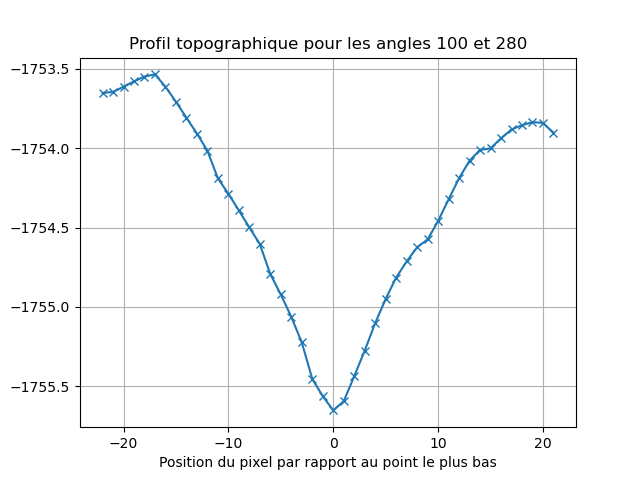 Profil topographique pour les angles 100 et 280
−1753.5
−1754.0
−1754.5
−1755.0
−1755.5
−20 −10 0 10 20
Position du pixel par rapport au point le plus bas